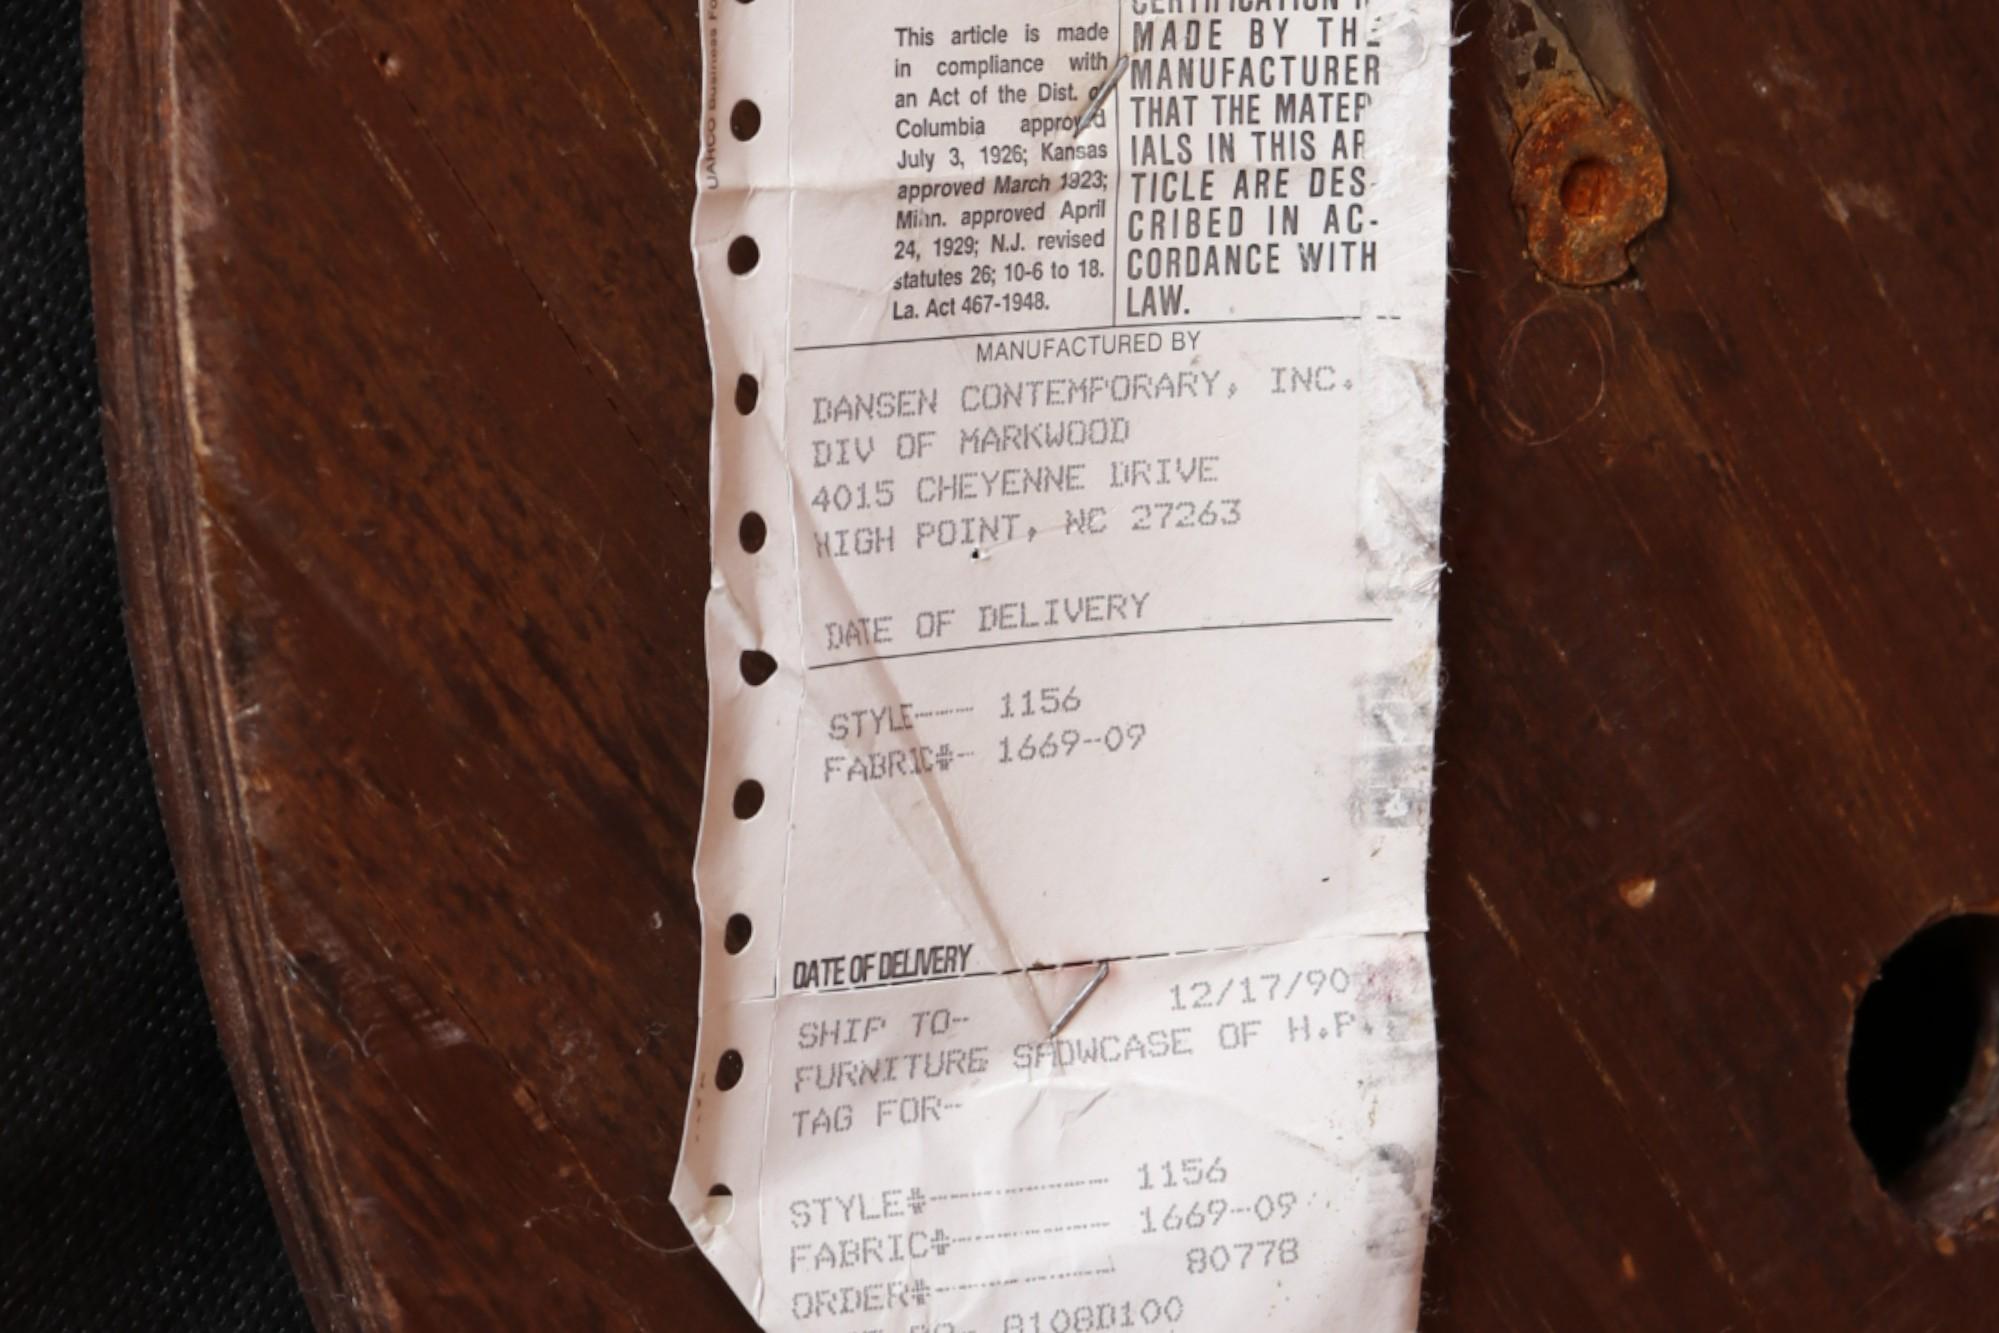 UARCO Business Fo
This article is made
in compliance with
an Act of the Dist. of
Columbia approved
July 3, 1926; Kansas
approved March 1923;
Minn. approved April
24, 1929; N.J. revised
statutes 26; 10-6 to 18.
La. Act 467-1948.
CERTIFICATION I
MADE BY THE
MANUFACTURER
THAT THE MATER
IALS IN THIS AR
TICLE ARE DES-
CRIBED IN AC-
CORDANCE WITH
LAW.
MANUFACTURED BY
DANSEN CONTEMPORARY, INC.
DIV OF MARKWOOD
4015 CHEYENNE DRIVE
HIGH POINT, NC 27263
DATE OF DELIVERY
STYLE--- 1156
FABRIC#- 1669-09
DATE OF DELIVERY
12/17/90
SHIP TO-
FURNITURE SHOWCASE OF H.P.
TAG FOR-
STYLE#--------- 1156
FABRIC#-------- 1669-09
ORDER#--------- 80778
8108D100